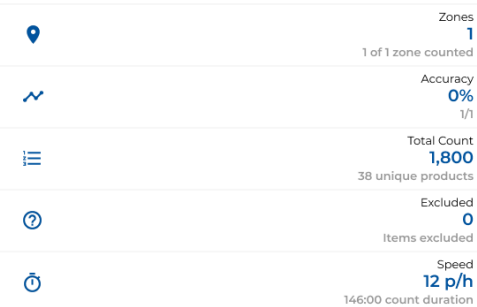 Zones
1
1 of 1 zone counted
Accuracy
0%
1/1
Total Count
1,800
38 unique products
Excluded
0
Items excluded
Speed
12 p/h
146:00 count duration